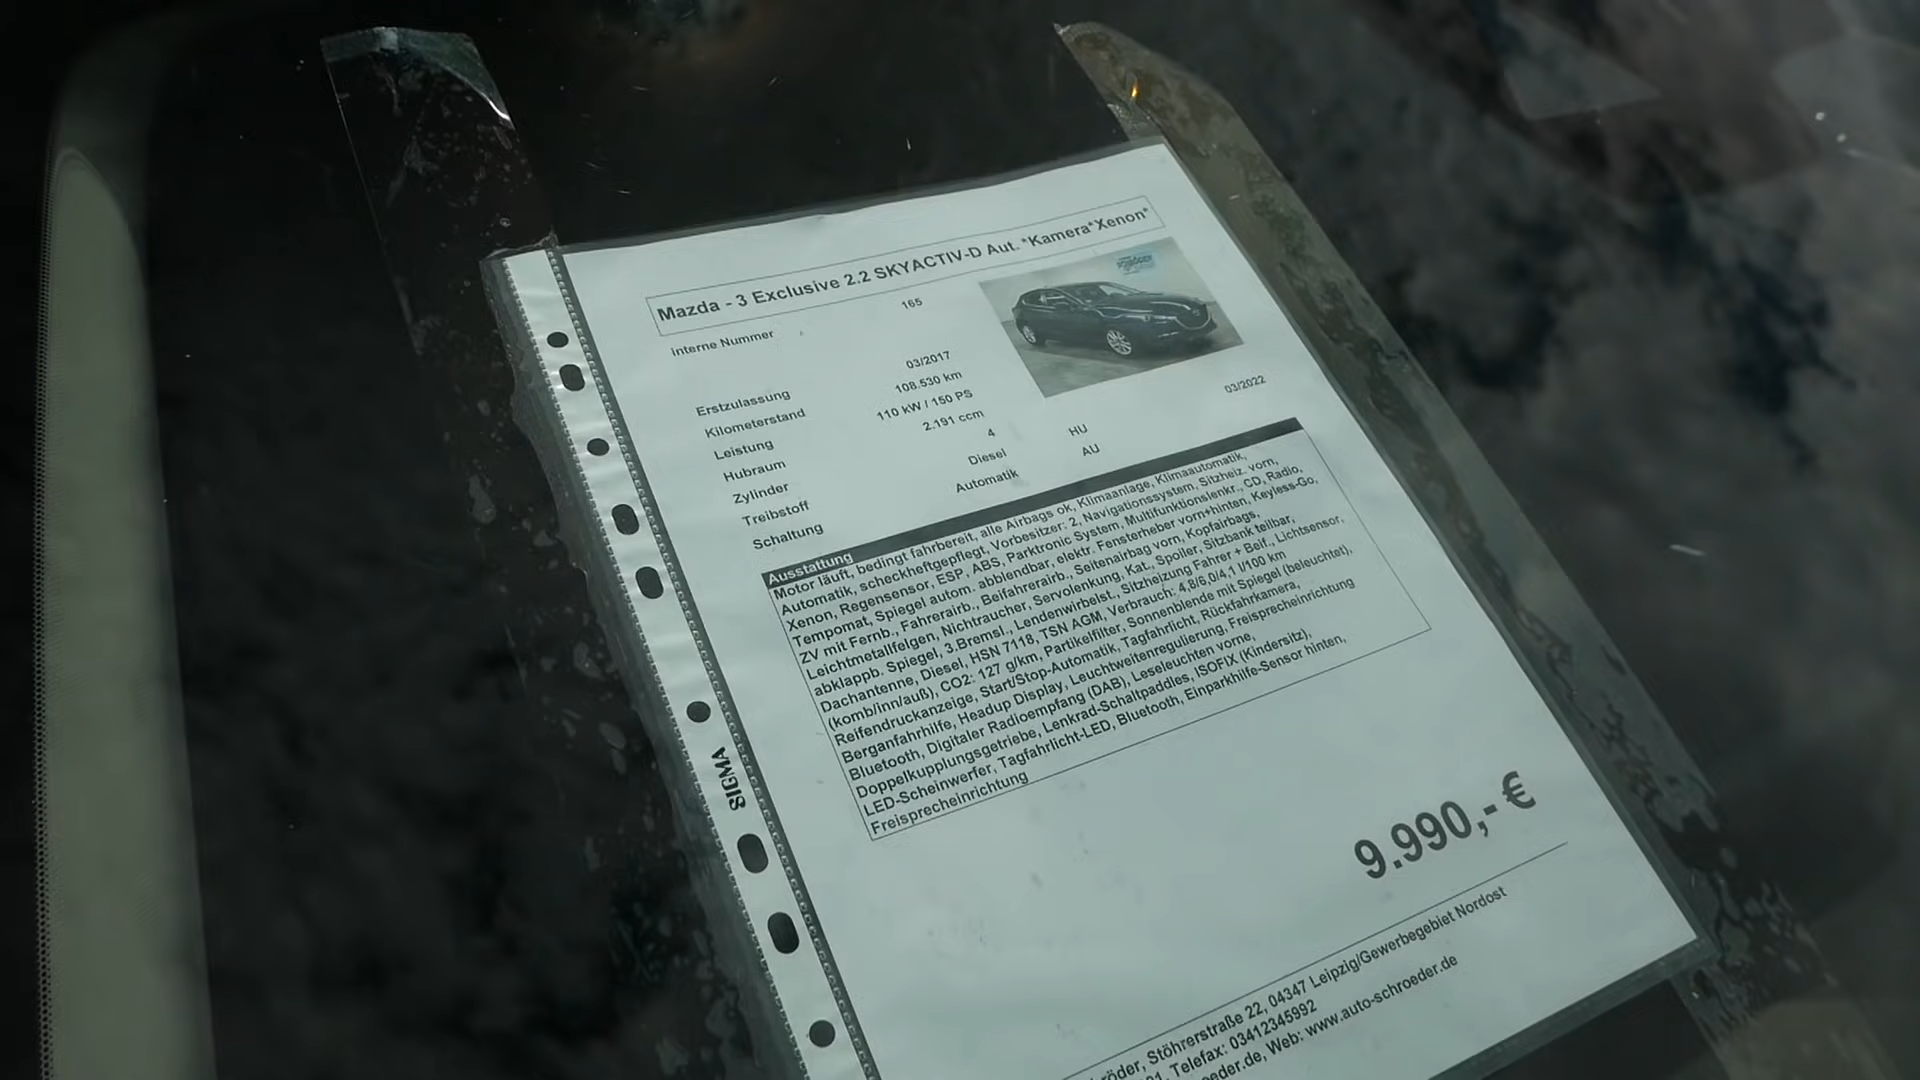 Mazda - 3 Exclusive 2.2 SKYACTIV-D Aut. *Kamera*Xenon*
interne Nummer 165
Erstzulassung 03/2017
Kilometerstand 108.530 km
Leistung 110 kW / 150 PS
Hubraum 2.191 ccm
Zylinder 4
Treibstoff Diesel
Schaltung Automatik
HU 03/2022
AU
Ausstattung
Motor läuft, bedingt fahrbereit, alle Airbags ok, Klimaanlage, Klimaautomatik,
Automatik, scheckheftgepflegt, Vorbesitzer: 2, Navigationssystem, Sitzheiz. vorn,
Xenon, Regensensor, ESP, ABS, Parktronic System, Multifunktionslenkr., CD, Radio,
Tempomat, Spiegel autom. abblendbar, elektr. Fensterheber vorn+hinten, Keyless-Go,
ZV mit Fernb., Fahrerairb., Beifahrerairb., Seitenairbag vorn, Kopfairbags,
Leichtmetallfelgen, Nichtraucher, Servolenkung, Kat., Spoiler, Sitzbank teilbar,
abklappb. Spiegel, 3.Bremsl., Lendenwirbelst., Sitzheizung Fahrer + Beif., Lichtsensor,
Dachantenne, Diesel, HSN 7118, TSN AGM, Verbrauch: 4,8/6,0/4,1 l/100 km
(komb/inn/auß), CO2: 127 g/km, Partikelfilter, Sonnenblende mit Spiegel (beleuchtet),
Reifendruckanzeige, Start/Stop-Automatik, Tagfahrlicht, Rückfahrkamera,
Berganfahrhilfe, Headup Display, Leuchtweitenregulierung, Freisprecheinrichtung
Bluetooth, Digitaler Radioempfang (DAB), Leseleuchten vorne,
Doppelkupplungsgetriebe, Lenkrad-Schaltpaddles, ISOFIX (Kindersitz),
LED-Scheinwerfer, Tagfahrlicht-LED, Bluetooth, Einparkhilfe-Sensor hinten,
Freisprecheinrichtung
SIGMA
9.990,- €
röder, Stöhrerstraße 22, 04347 Leipzig/Gewerbegebiet Nordost
01, Telefax: 03412345992
eder.de, Web: www.auto-schroeder.de